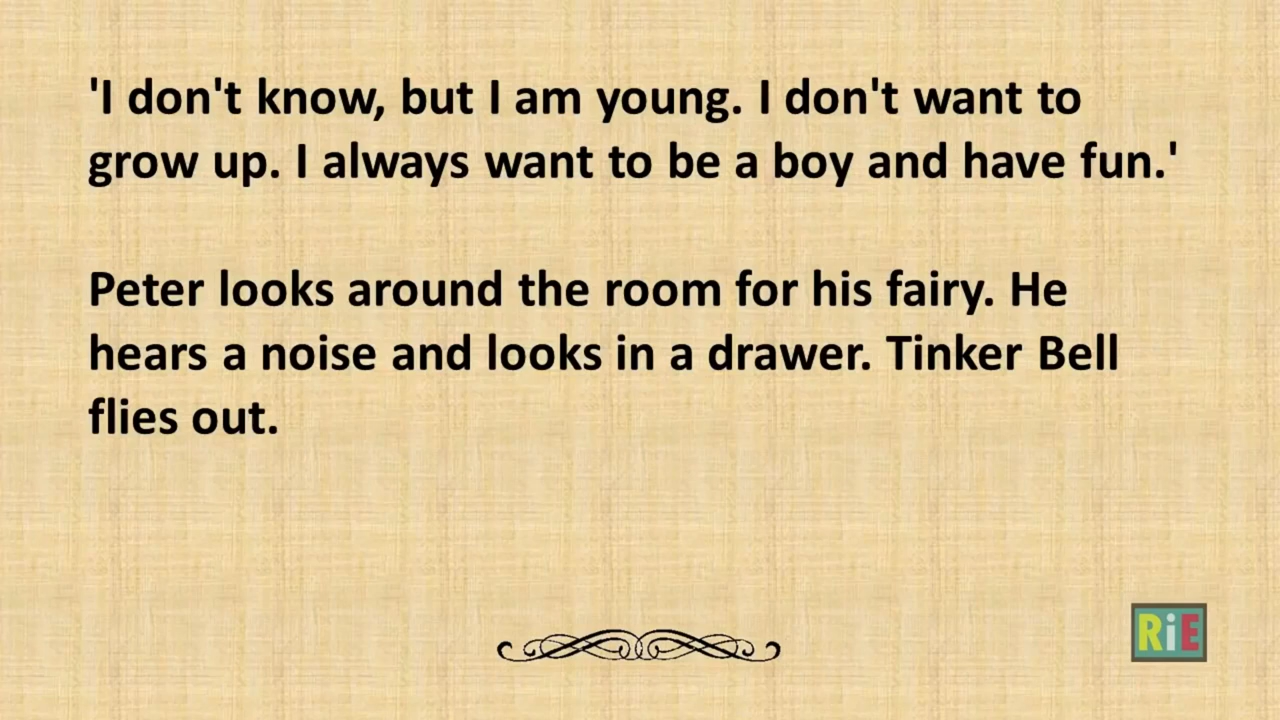 'I don't know, but I am young. I don't want to
grow up. I always want to be a boy and have fun.'
Peter looks around the room for his fairy. He
hears a noise and looks in a drawer. Tinker Bell
flies out.
RiE